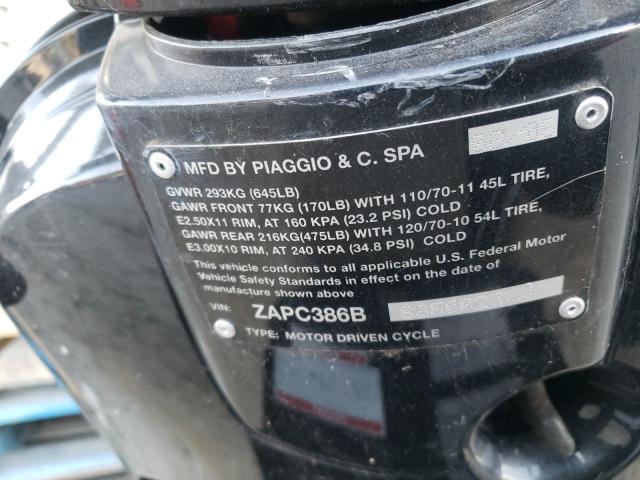 MFD BY PIAGGIO & C. SPA
GVWR 293KG (645LB)
GAWR FRONT 77KG (170LB) WITH 110/70-11 45L TIRE,
E2.50X11 RIM, AT 160 KPA (23.2 PSI) COLD
GAWR REAR 216KG(475LB) WITH 120/70-10 54L TIRE,
E3.00X10 RIM, AT 240 KPA (34.8 PSI) COLD
This vehicle conforms to all applicable U.S. Federal Motor
Vehicle Safety Standards in effect on the date of
manufacture shown above
VIN: ZAPC386B
TYPE: MOTOR DRIVEN CYCLE